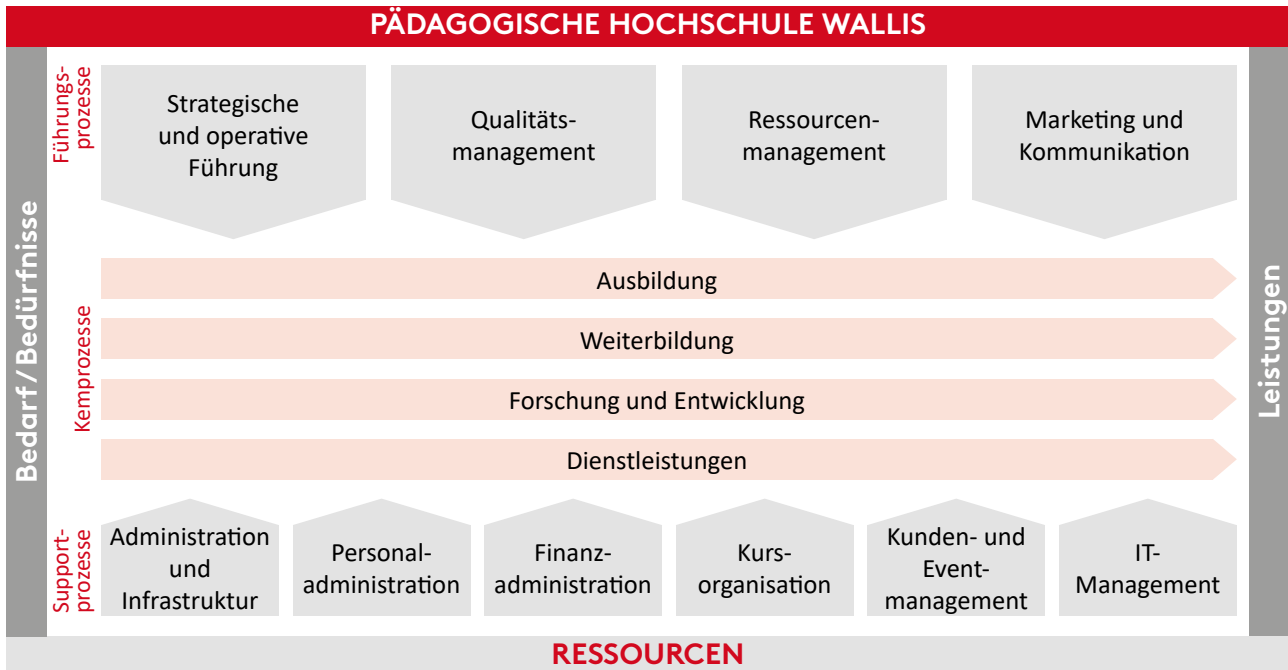 PÄDAGOGISCHE HOCHSCHULE WALLIS
Bedarf / Bedürfnisse
Führungs-
prozesse
Strategische
und operative
Führung
Qualitäts-
management
Ressourcen-
management
Marketing und
Kommunikation
Kemprozesse
Ausbildung
Weiterbildung
Forschung und Entwicklung
Dienstleistungen
Support-
prozesse
Administration
und
Infrastruktur
Personal-
administration
Finanz-
administration
Kurs-
organisation
Kunden- und
Event-
management
IT-
Management
Leistungen
RESSOURCEN